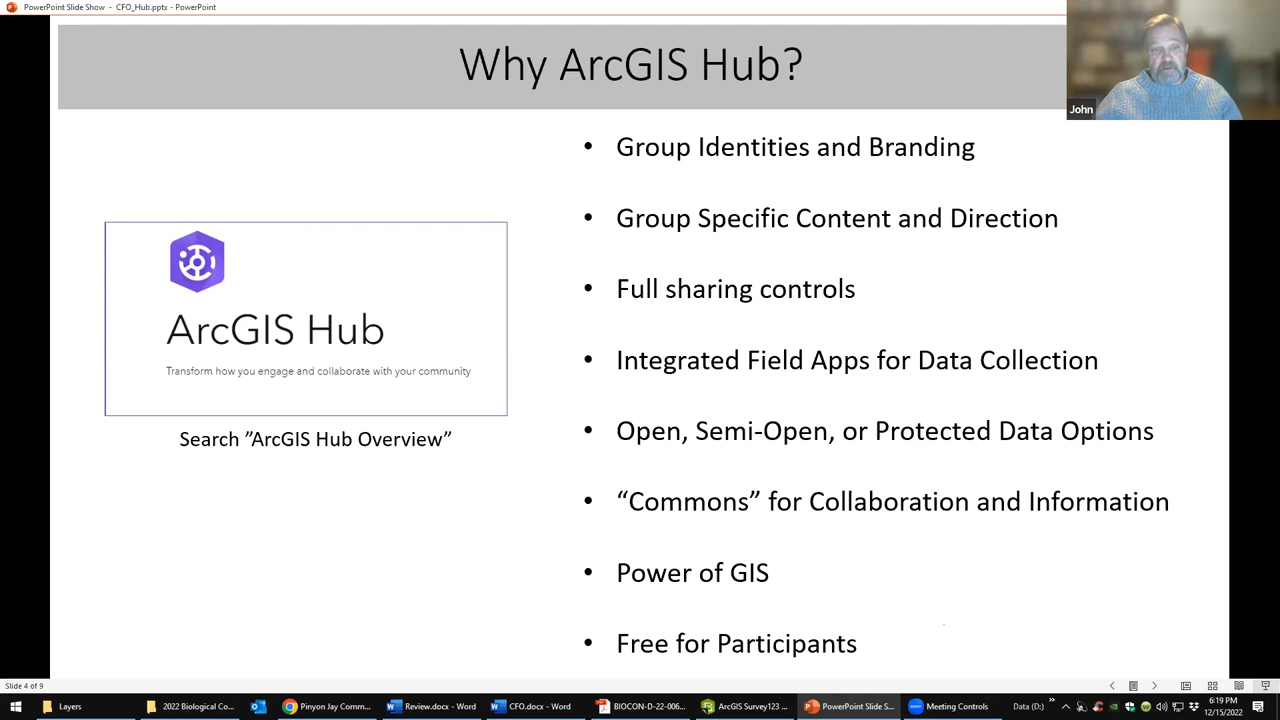 PowerPoint Slide Show - CFO_Hub.pptx - PowerPoint
Why ArcGIS Hub?
John
• Group Identities and Branding
• Group Specific Content and Direction
• Full sharing controls
• Integrated Field Apps for Data Collection
• Open, Semi-Open, or Protected Data Options
• “Commons” for Collaboration and Information
• Power of GIS
• Free for Participants
ArcGIS Hub
Transform how you engage and collaborate with your community
Search ”ArcGIS Hub Overview”
Slide 4 of 9
Layers
2022 Biological Co...
Pinyon Jay Comm...
Review.docx - Word
CFO.docx - Word
BIOCON-D-22-006...
ArcGIS Survey123 ...
PowerPoint Slide S...
Meeting Controls
Data (D:)
6:19 PM
12/15/2022